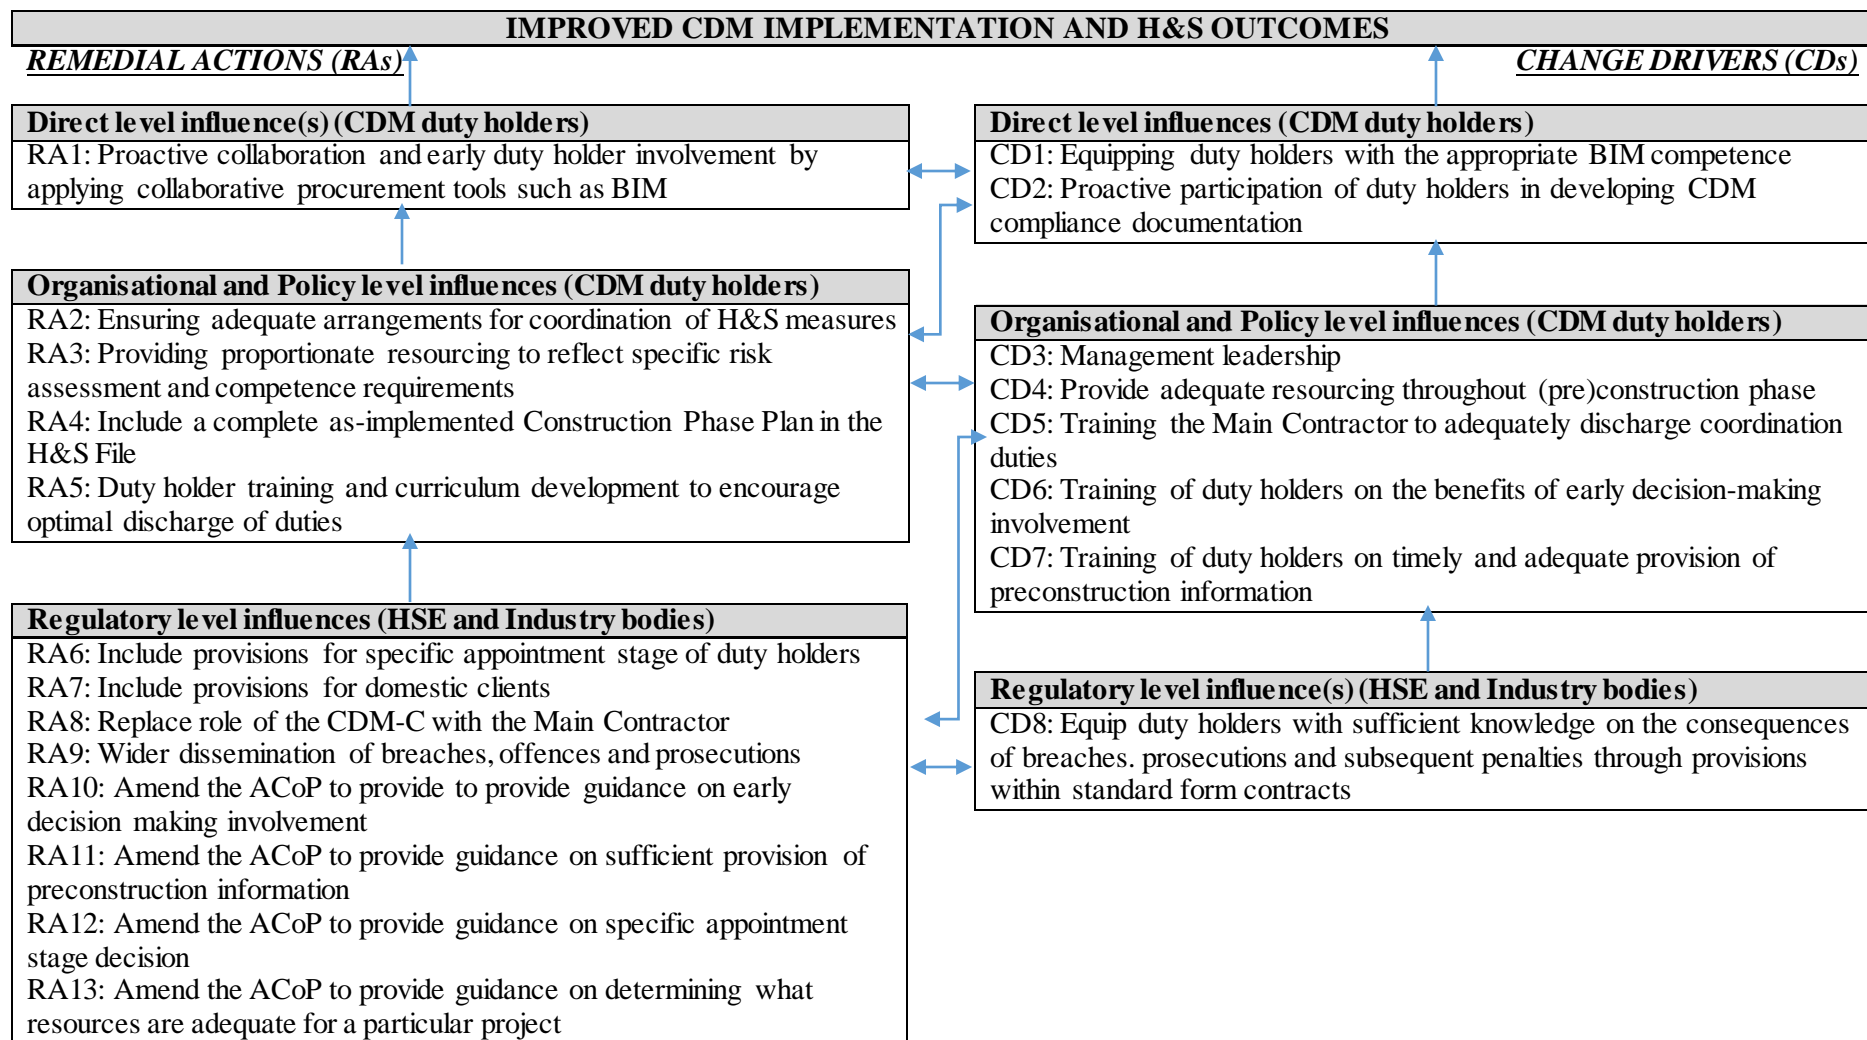 IMPROVED CDM IMPLEMENTATION AND H&S OUTCOMES
REMEDIAL ACTIONS (RAs)
CHANGE DRIVERS (CDs)
Direct level influence(s) (CDM duty holders)
RA1: Proactive collaboration and early duty holder involvement by
applying collaborative procurement tools such as BIM
Organisational and Policy level influences (CDM duty holders)
RA2: Ensuring adequate arrangements for coordination of H&S measures
RA3: Providing proportionate resourcing to reflect specific risk
assessment and competence requirements
RA4: Include a complete as-implemented Construction Phase Plan in the
H&S File
RA5: Duty holder training and curriculum development to encourage
optimal discharge of duties
Regulatory level influences (HSE and Industry bodies)
RA6: Include provisions for specific appointment stage of duty holders
RA7: Include provisions for domestic clients
RA8: Replace role of the CDM-C with the Main Contractor
RA9: Wider dissemination of breaches, offences and prosecutions
RA10: Amend the ACoP to provide to provide guidance on early
decision making involvement
RA11: Amend the ACoP to provide guidance on sufficient provision of
preconstruction information
RA12: Amend the ACoP to provide guidance on specific appointment
stage decision
RA13: Amend the ACoP to provide guidance on determining what
resources are adequate for a particular project
Direct level influences (CDM duty holders)
CD1: Equipping duty holders with the appropriate BIM competence
CD2: Proactive participation of duty holders in developing CDM
compliance documentation
Organisational and Policy level influences (CDM duty holders)
CD3: Management leadership
CD4: Provide adequate resourcing throughout (pre)construction phase
CD5: Training the Main Contractor to adequately discharge coordination
duties
CD6: Training of duty holders on the benefits of early decision-making
involvement
CD7: Training of duty holders on timely and adequate provision of
preconstruction information
Regulatory level influence(s) (HSE and Industry bodies)
CD8: Equip duty holders with sufficient knowledge on the consequences
of breaches. prosecutions and subsequent penalties through provisions
within standard form contracts